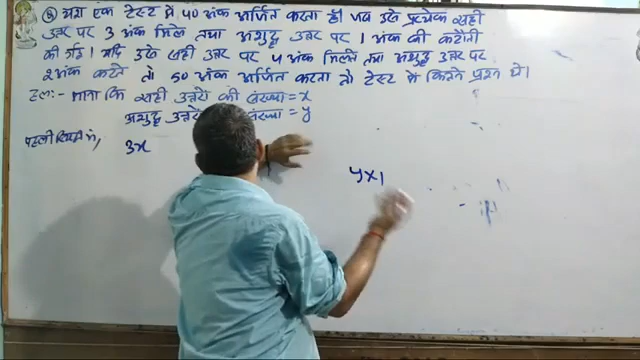 यश एक टेस्ट में 40 अंक अर्जित करता है। जब उसे प्रत्येक सही
उत्तर पर 3 अंक मिले तथा अशुद्ध उत्तर पर 1 अंक की कटौती
की गई। यदि उसे सही उत्तर पर 4 अंक मिलते तथा अशुद्ध उत्तर पर
2 अंक कटते तो 50 अंक अर्जित करता तो टेस्ट में कितने प्रश्न थे।
हल:- माना कि सही उत्तरों की संख्या = x
अशुद्ध उत्तरों संख्या = y
पहली स्थिति में,
3x
y×1